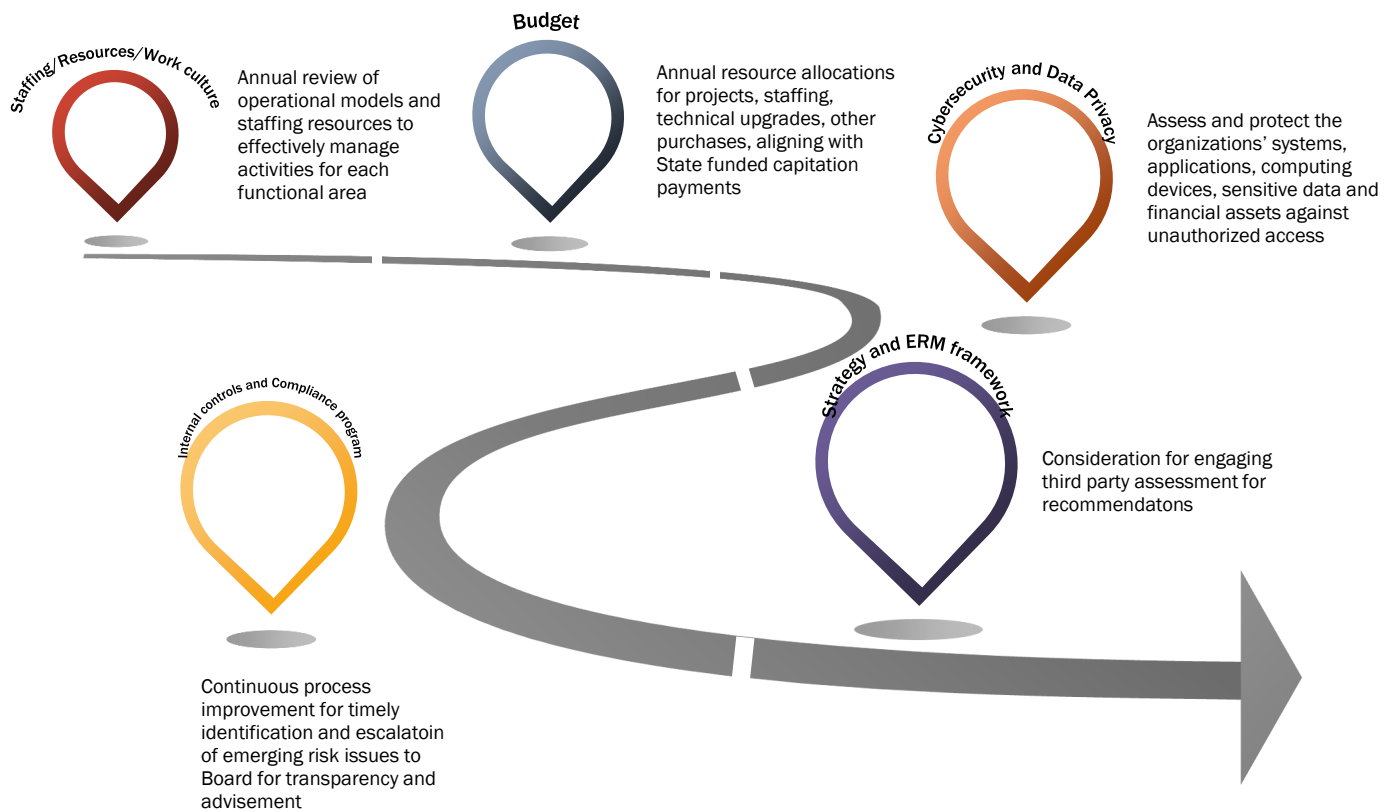 Staffing/Resources/Work culture
Annual review of
operational models and
staffing resources to
effectively manage
activities for each
functional area
Budget
Annual resource allocations
for projects, staffing,
technical upgrades, other
purchases, aligning with
State funded capitation
payments
Cybersecurity and Data Privacy
Assess and protect the
organizations’ systems,
applications, computing
devices, sensitive data and
financial assets against
unauthorized access
Internal controls and Compliance program
Continuous process
improvement for timely
identification and escalatoin
of emerging risk issues to
Board for transparency and
advisement
Strategy and ERM framework
Consideration for engaging
third party assessment for
recommendatons